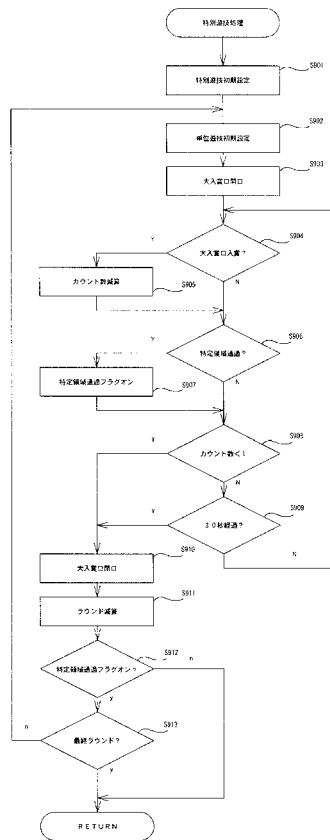 特別遊技処理
S901
特別遊技初期設定
S902
単位遊技初期設定
S903
大入賞口開口
S904
Y
大入賞口入賞？
S905
カウント数減算
N
S906
Y
特定領域通過？
S907
特定領域通過フラグオン
N
S908
Y
カウント数＜1
N
S909
Y
30秒経過？
N
S910
大入賞口閉口
S911
ラウンド減算
S912
特定領域通過フラグオン？
n
y
S913
n
最終ラウンド？
y
RETURN